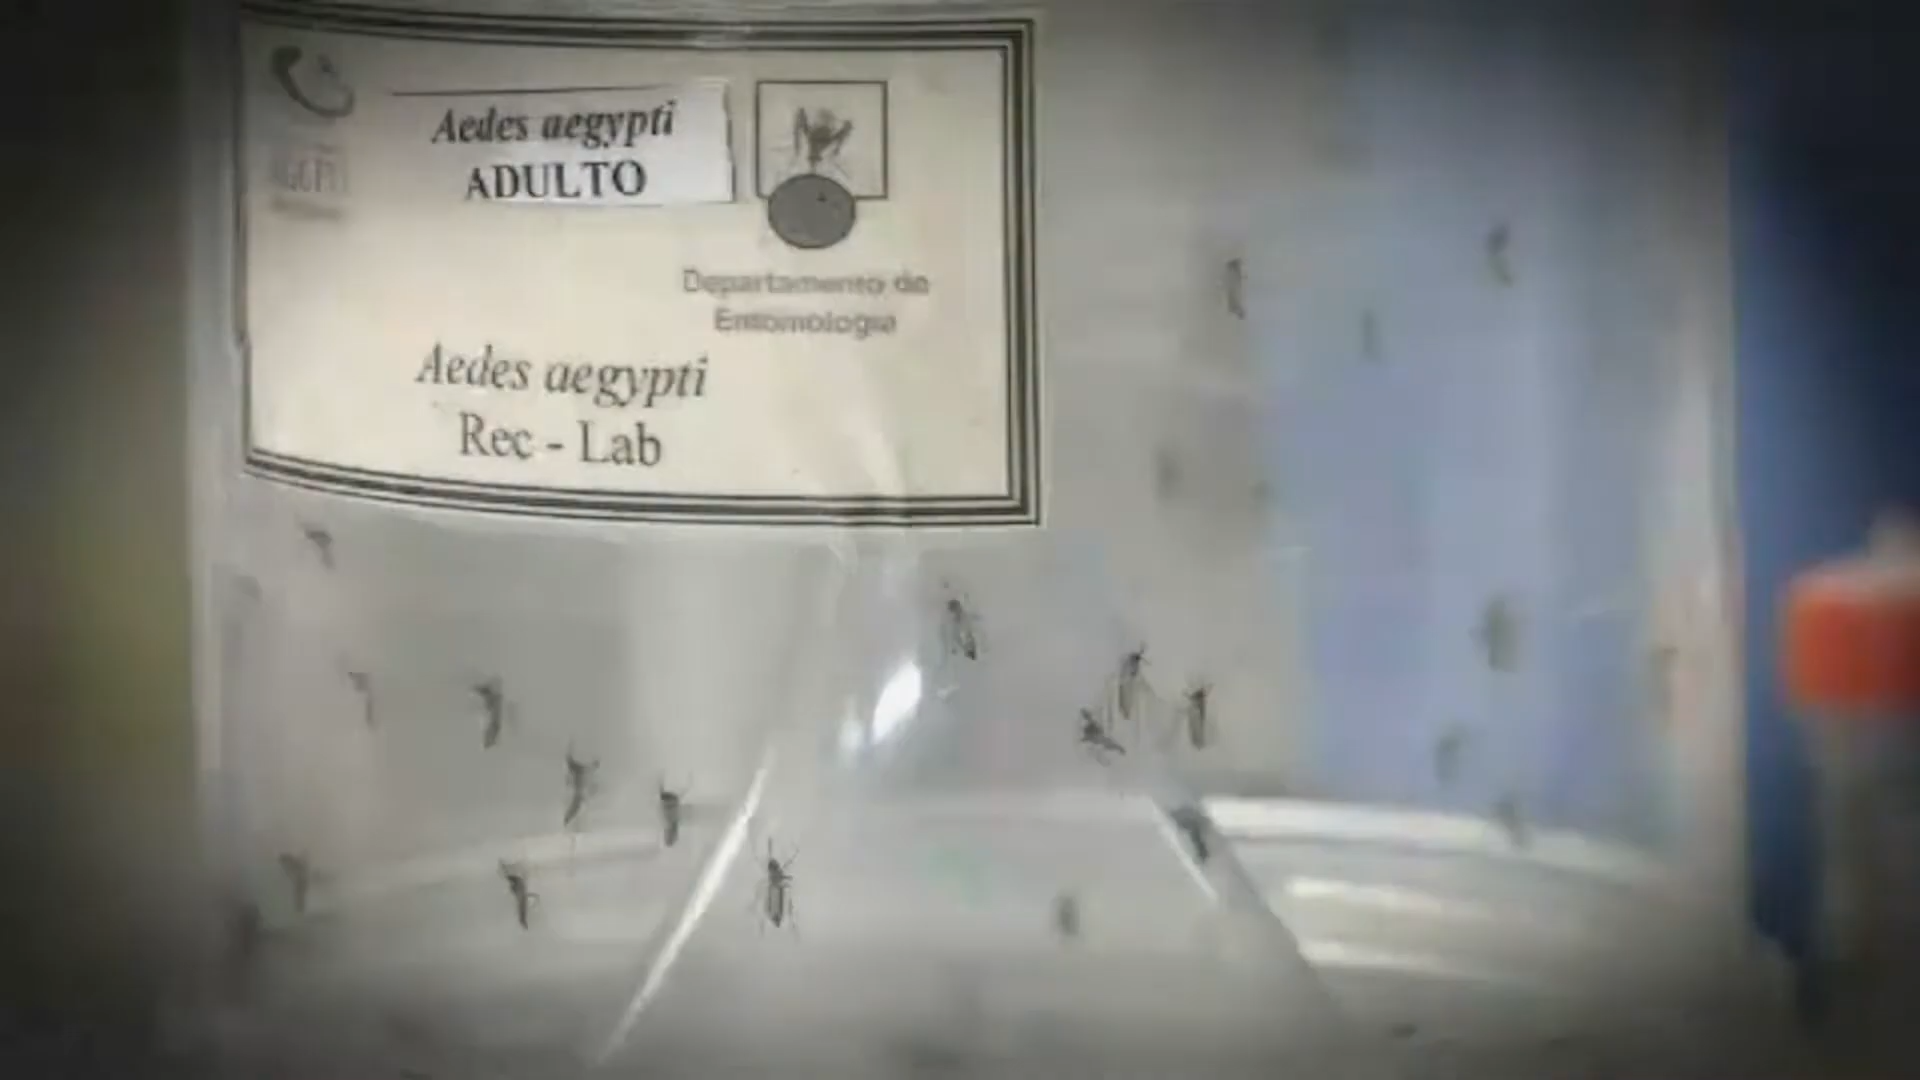 Aedes aegypti
ADULTO
Departamento de
Entomologia
Aedes aegypti
Rec - Lab